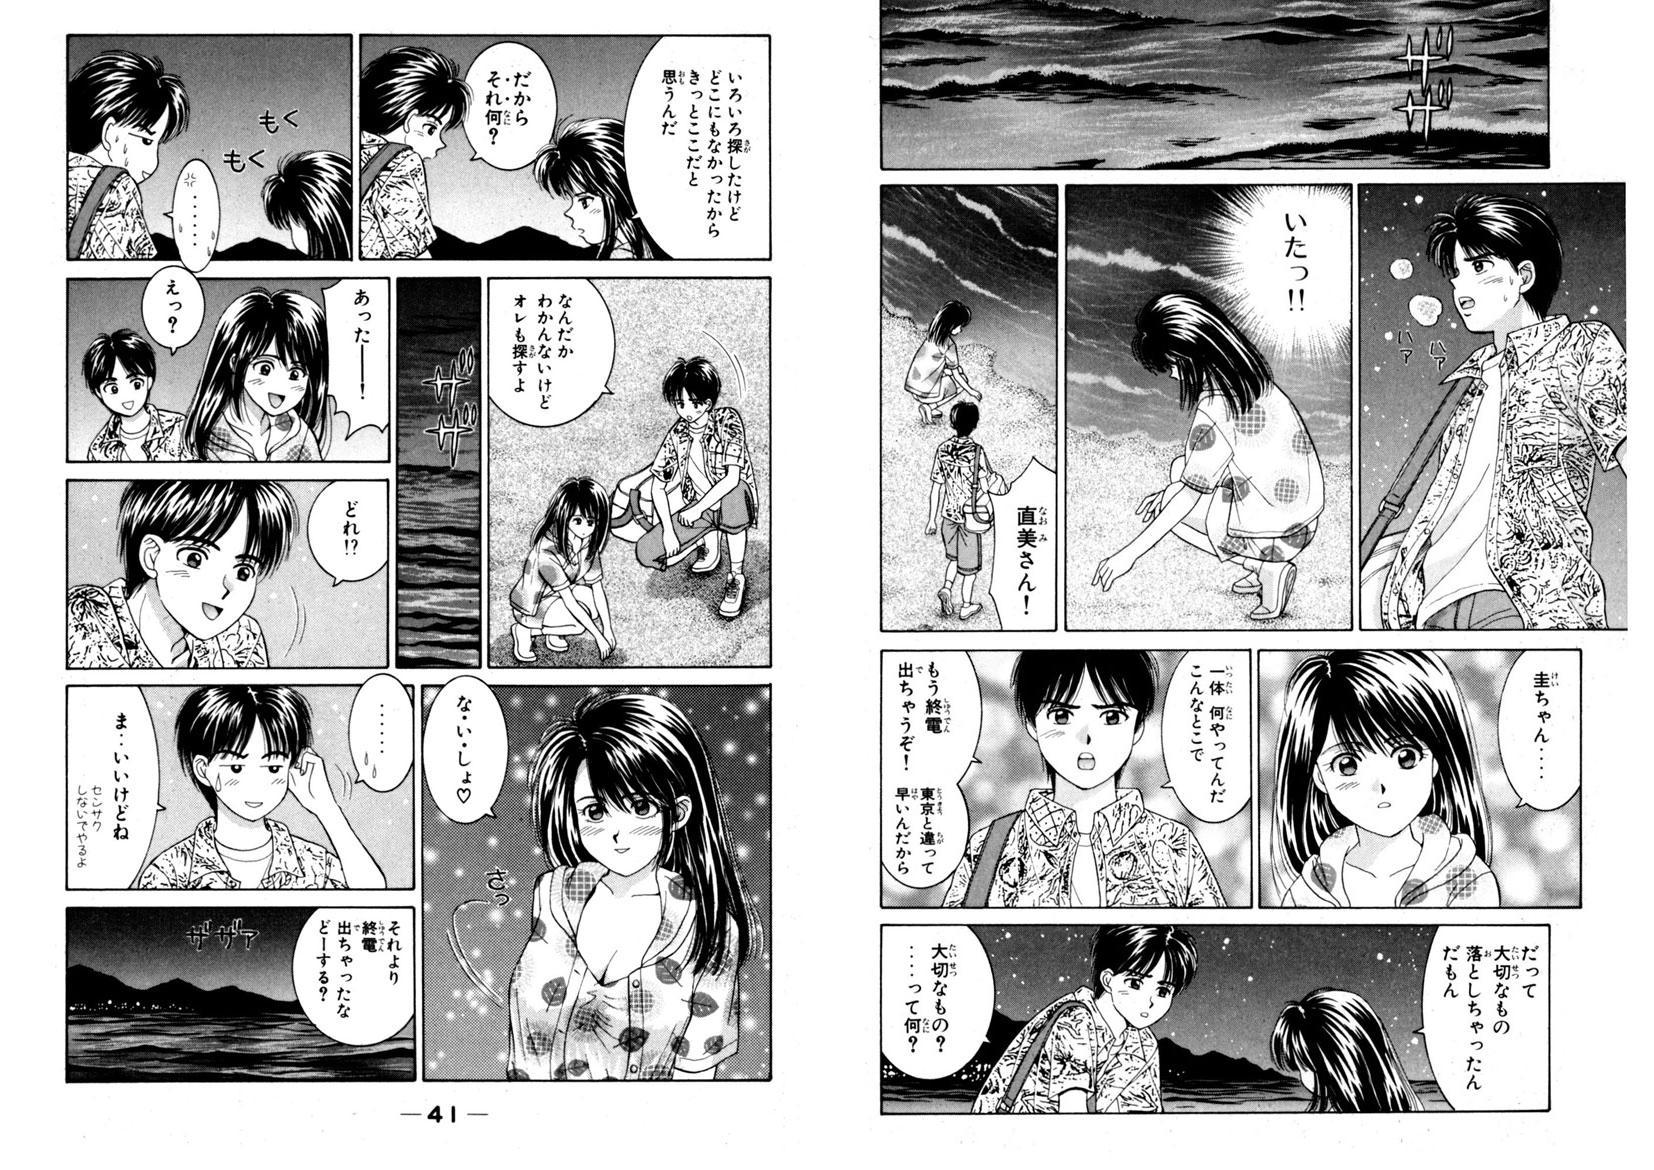 ザザ
いたっ!!
ハァ
ハァ
直美さん!
圭ちゃん‥‥
一体 何やってんだ
こんなとこで
もう終電
出ちゃうぞ!
東京と違って
早いんだから
だって
大切なもの
落としちゃったん
だもん
大切なもの?
‥‥って何?
いろいろ探したけど
どこにもなかったから
きっとここだと
思うんだ
だから
それ何?
もく
もく
‥‥‥
なんだか
わかんないけど
オレも探すよ
ザザ
あったーー!
えっ?
どれ!?
な・い・しょ♡
さっ
‥‥‥
ま‥いいけどね
センサク
しないでやるよ
それより
終電
出ちゃったな
どーする?
ザザァ
—41—